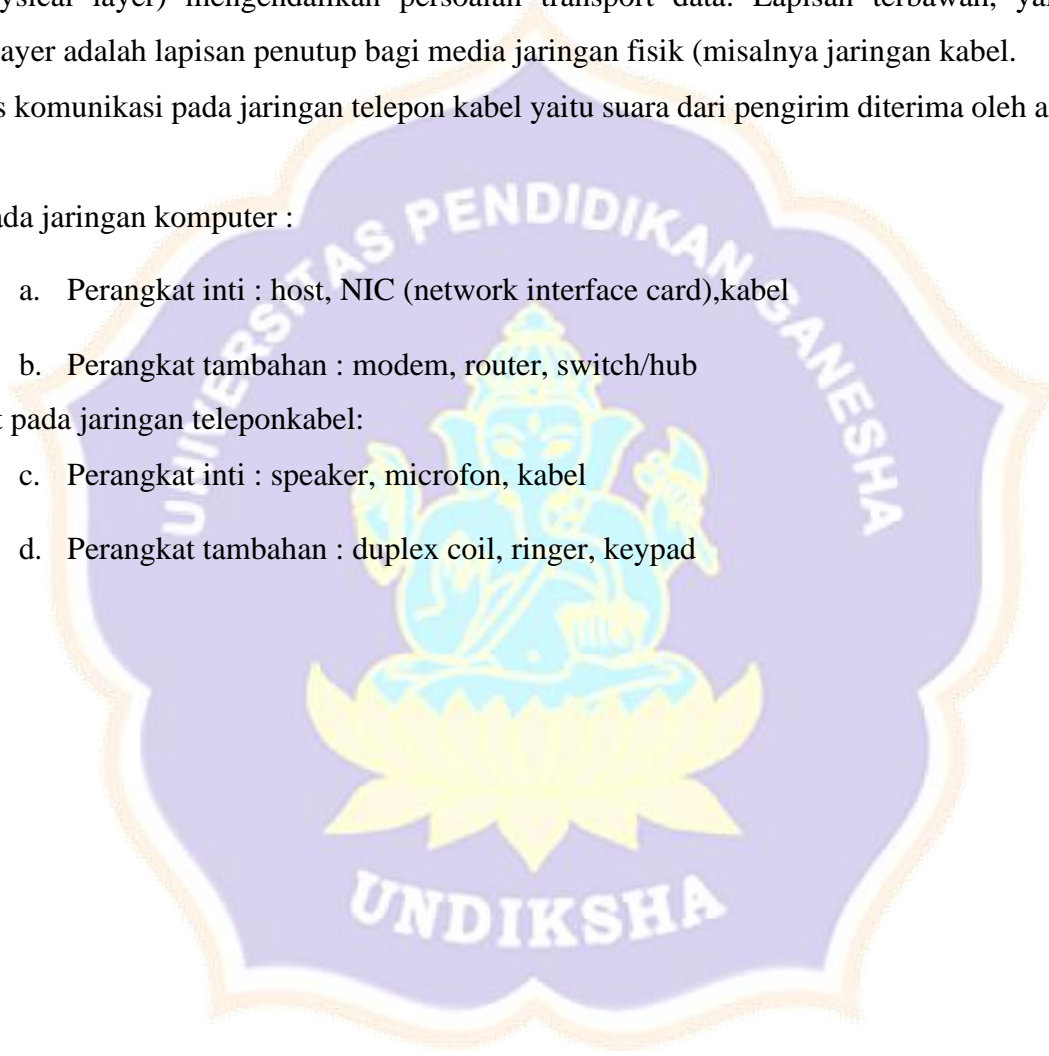 ysical layer) mengendalikan persoalan transport data. Lapisan terbawah, ya
ayer adalah lapisan penutup bagi media jaringan fisik (misalnya jaringan kabel.
s komunikasi pada jaringan telepon kabel yaitu suara dari pengirim diterima oleh a
ada jaringan komputer :
a. Perangkat inti : host, NIC (network interface card),kabel
b. Perangkat tambahan : modem, router, switch/hub
t pada jaringan teleponkabel:
c. Perangkat inti : speaker, microfon, kabel
d. Perangkat tambahan : duplex coil, ringer, keypad
UNIVERSITAS PENDIDIKAN GANESHA
UNDIKSHA